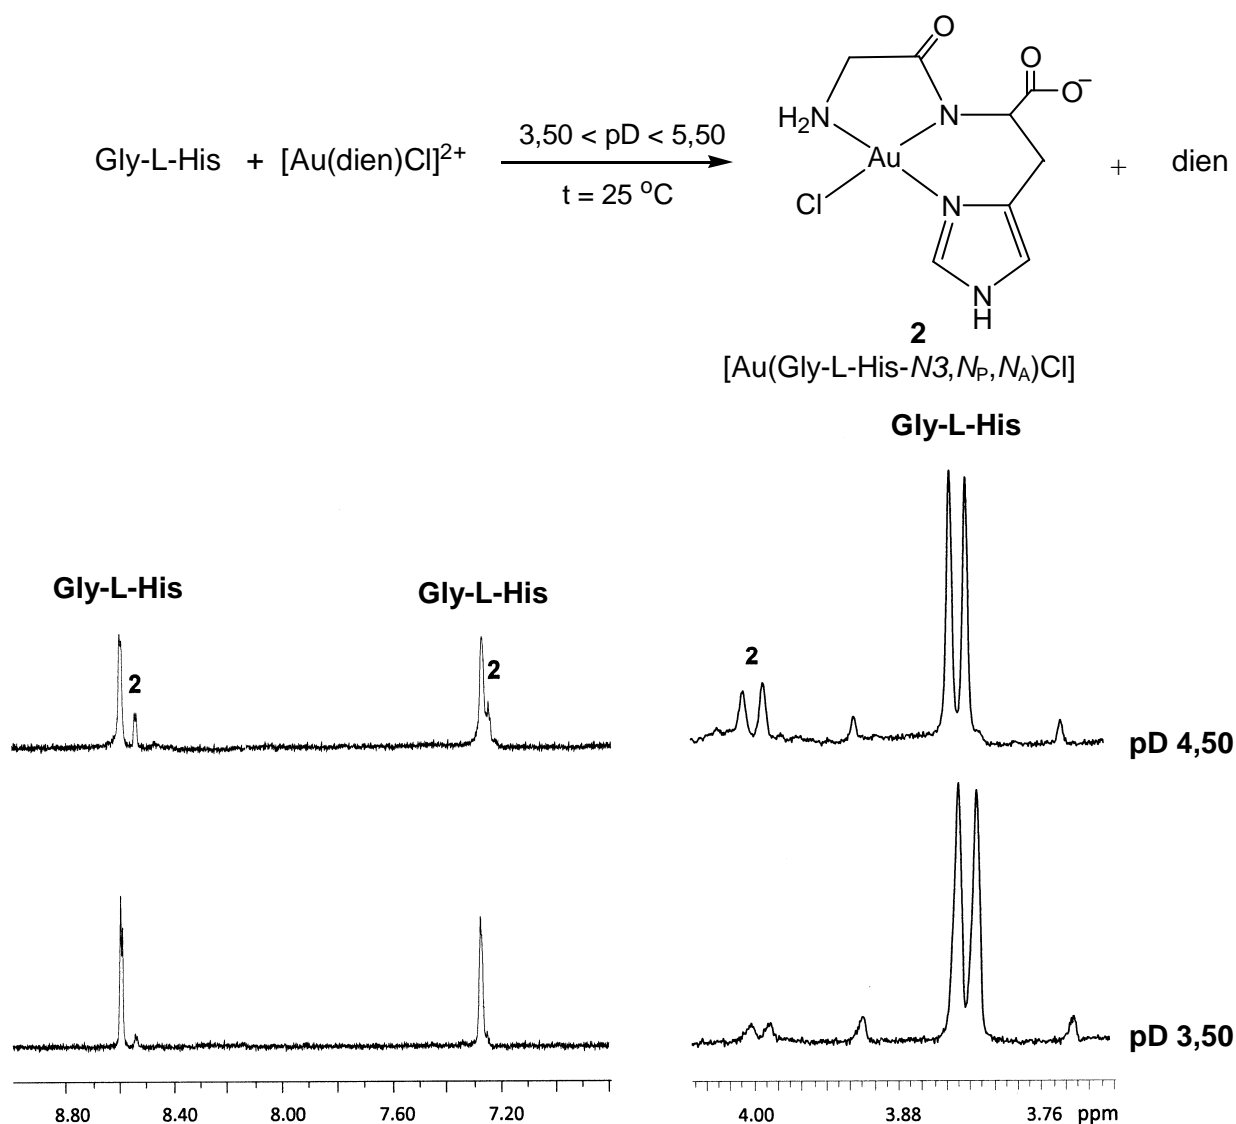 Gly-L-His + [Au(dien)Cl]²⁺ 3,50 < pD < 5,50 + dien
t = 25 °C
O
O
O⁻
H₂N
N
Au
Cl
N
N
H
2
[Au(Gly-L-His-N3,Nₚ,N_A)Cl]
Gly-L-His
Gly-L-His
Gly-L-His
2
2
2
pD 4,50
pD 3,50
8.80 8.40 8.00 7.60 7.20 4.00 3.88 3.76 ppm